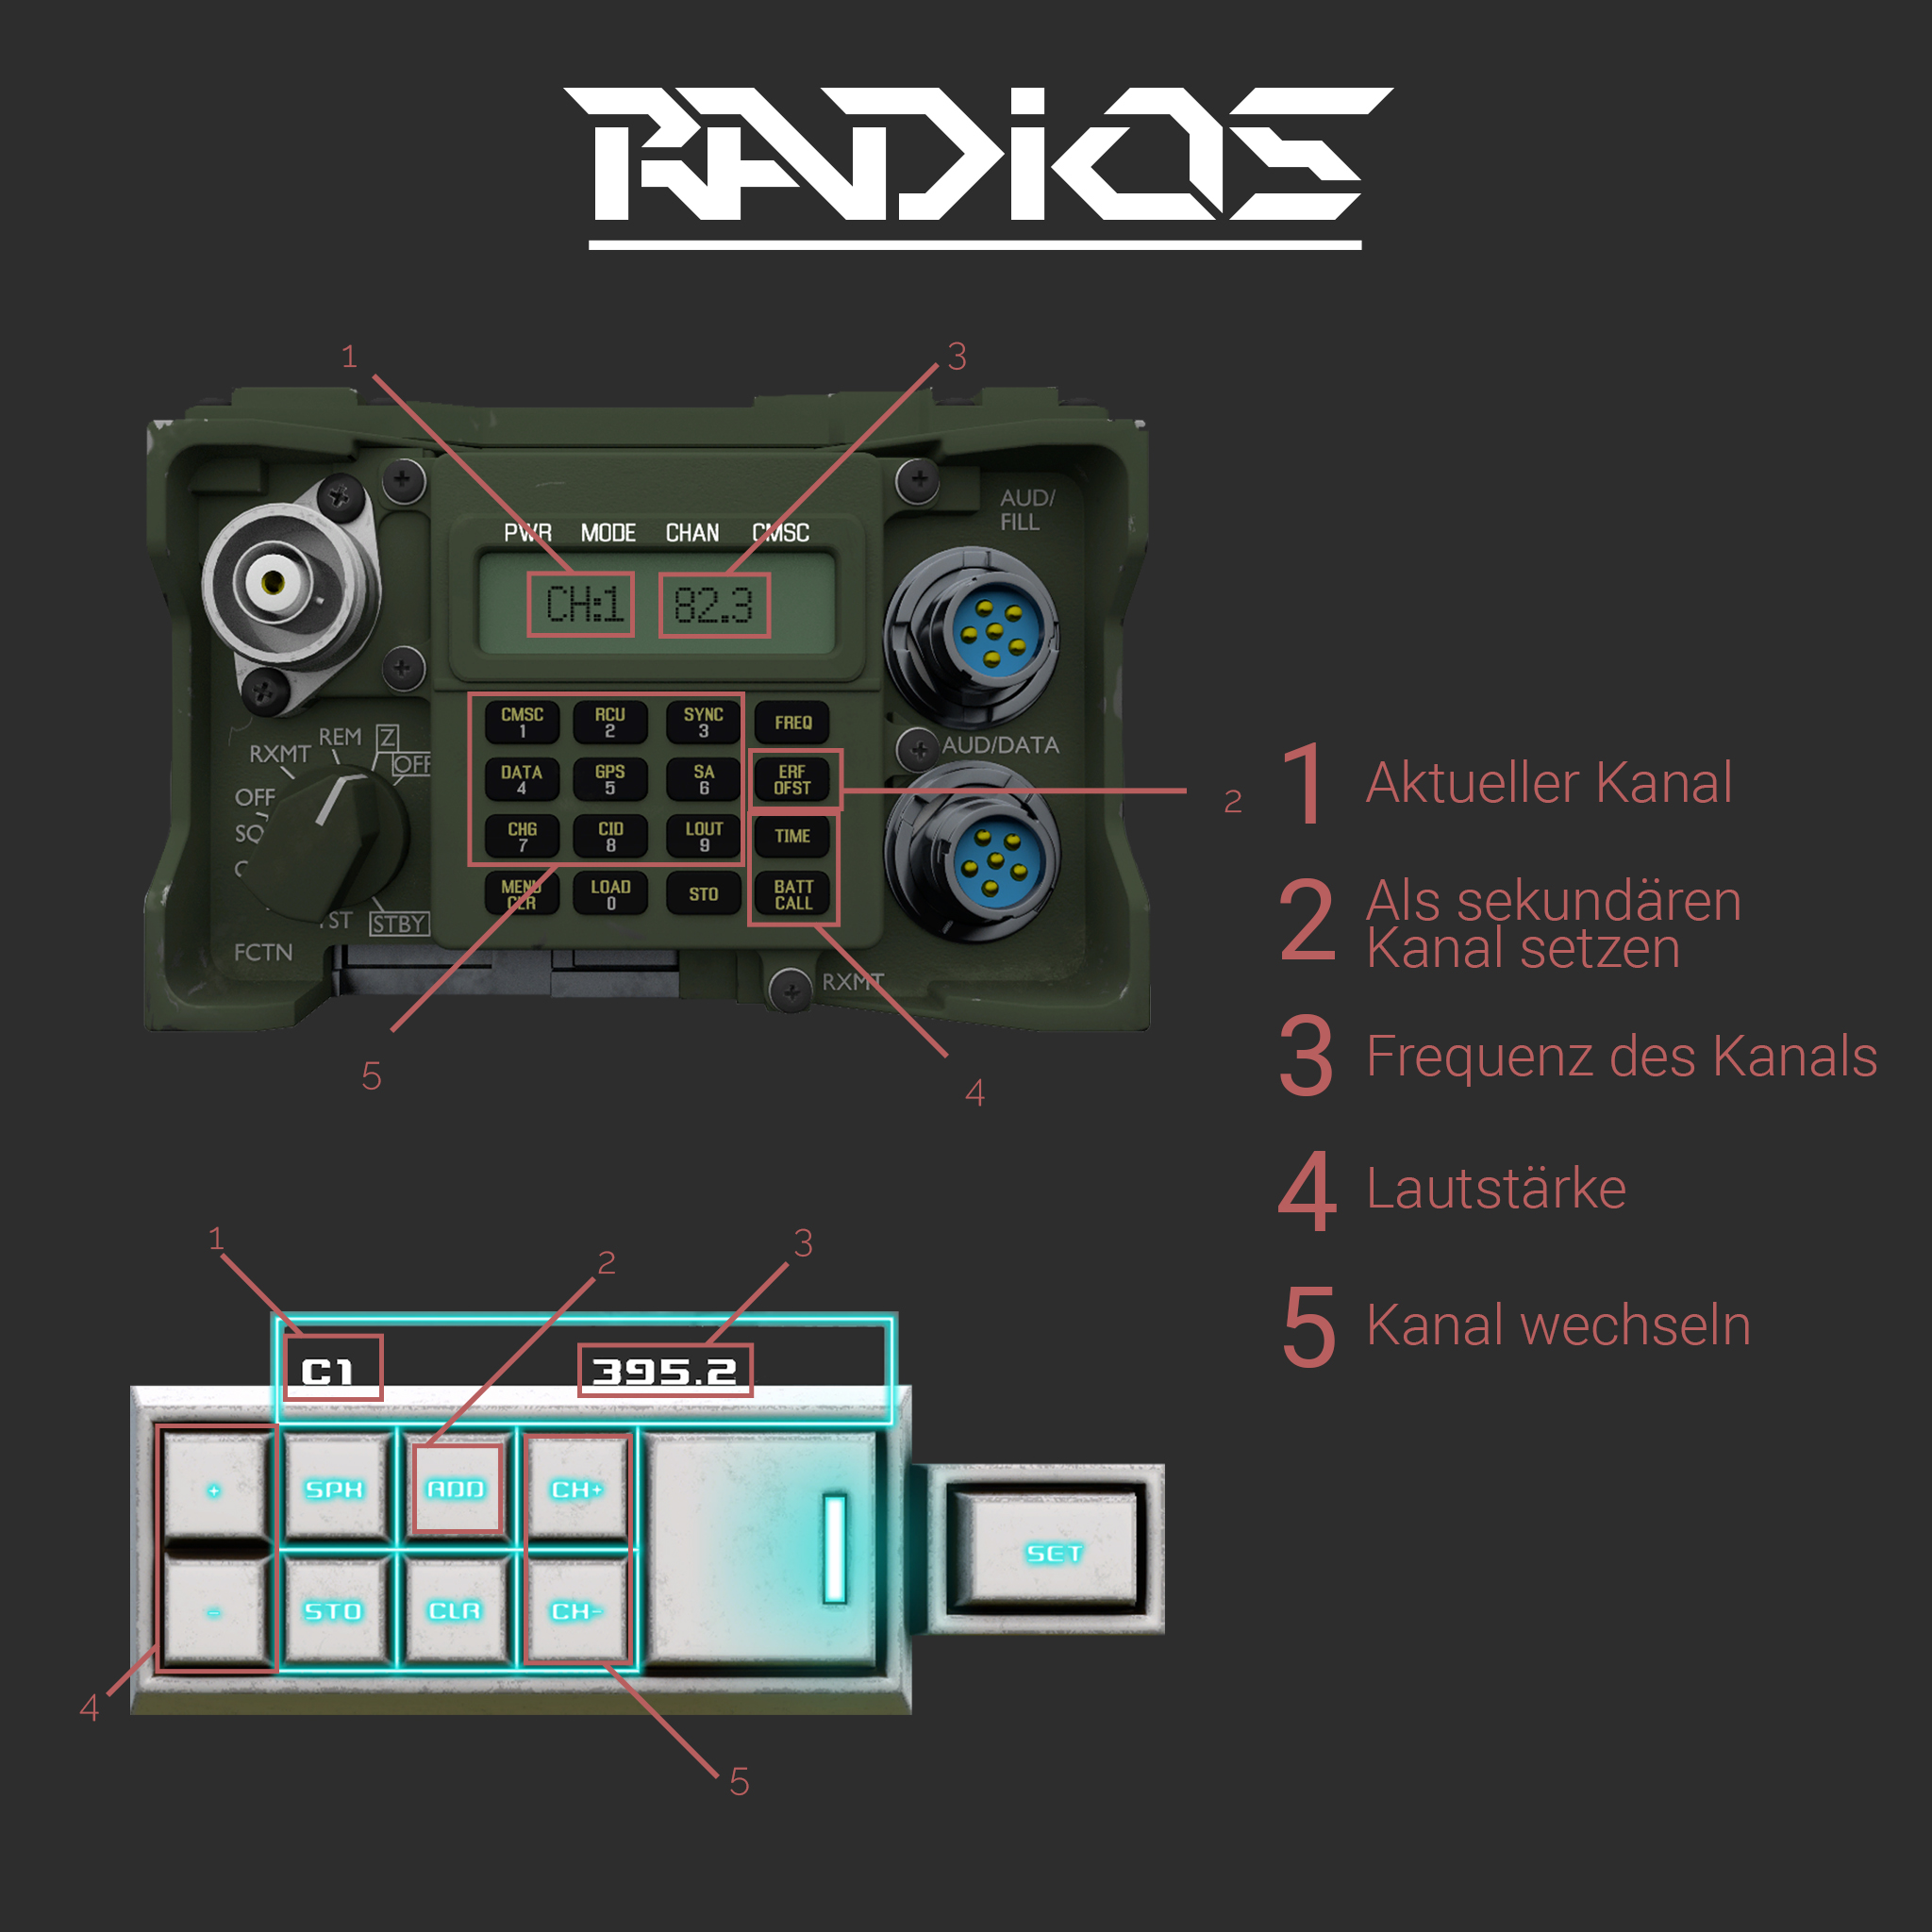 RADiOS
1
3
AUD/
FILL
PWR MODE CHAN CMSC
CH:1 82.3
CMSC
1
RCU
2
SYNC
3
FREQ
DATA
4
GPS
5
SA
6
ERF
OFST
CHG
7
CID
8
LOUT
9
TIME
MENU
CLR
LOAD
0
STO
BATT
CALL
AUD/DATA
REM
Z
RXMT
OFF
OFF
STBY
FCTN
RXMT
2
5
4
1 Aktueller Kanal
2 Als sekundären
Kanal setzen
3 Frequenz des Kanals
4 Lautstärke
5 Kanal wechseln
1
2
3
C1 395.2
+ SPK ADD CH+
- STO CLR CH-
SET
4
5